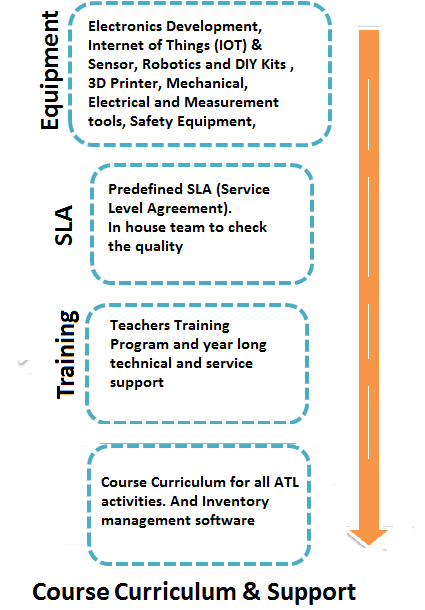 Equipment
Electronics Development,
Internet of Things (IOT) &
Sensor, Robotics and DIY Kits ,
3D Printer, Mechanical,
Electrical and Measurement
tools, Safety Equipment,
SLA
Predefined SLA (Service
Level Agreement).
In house team to check
the quality
Training
Teachers Training
Program and year long
technical and service
support
Course Curriculum for all ATL
activities. And Inventory
management software
Course Curriculum & Support